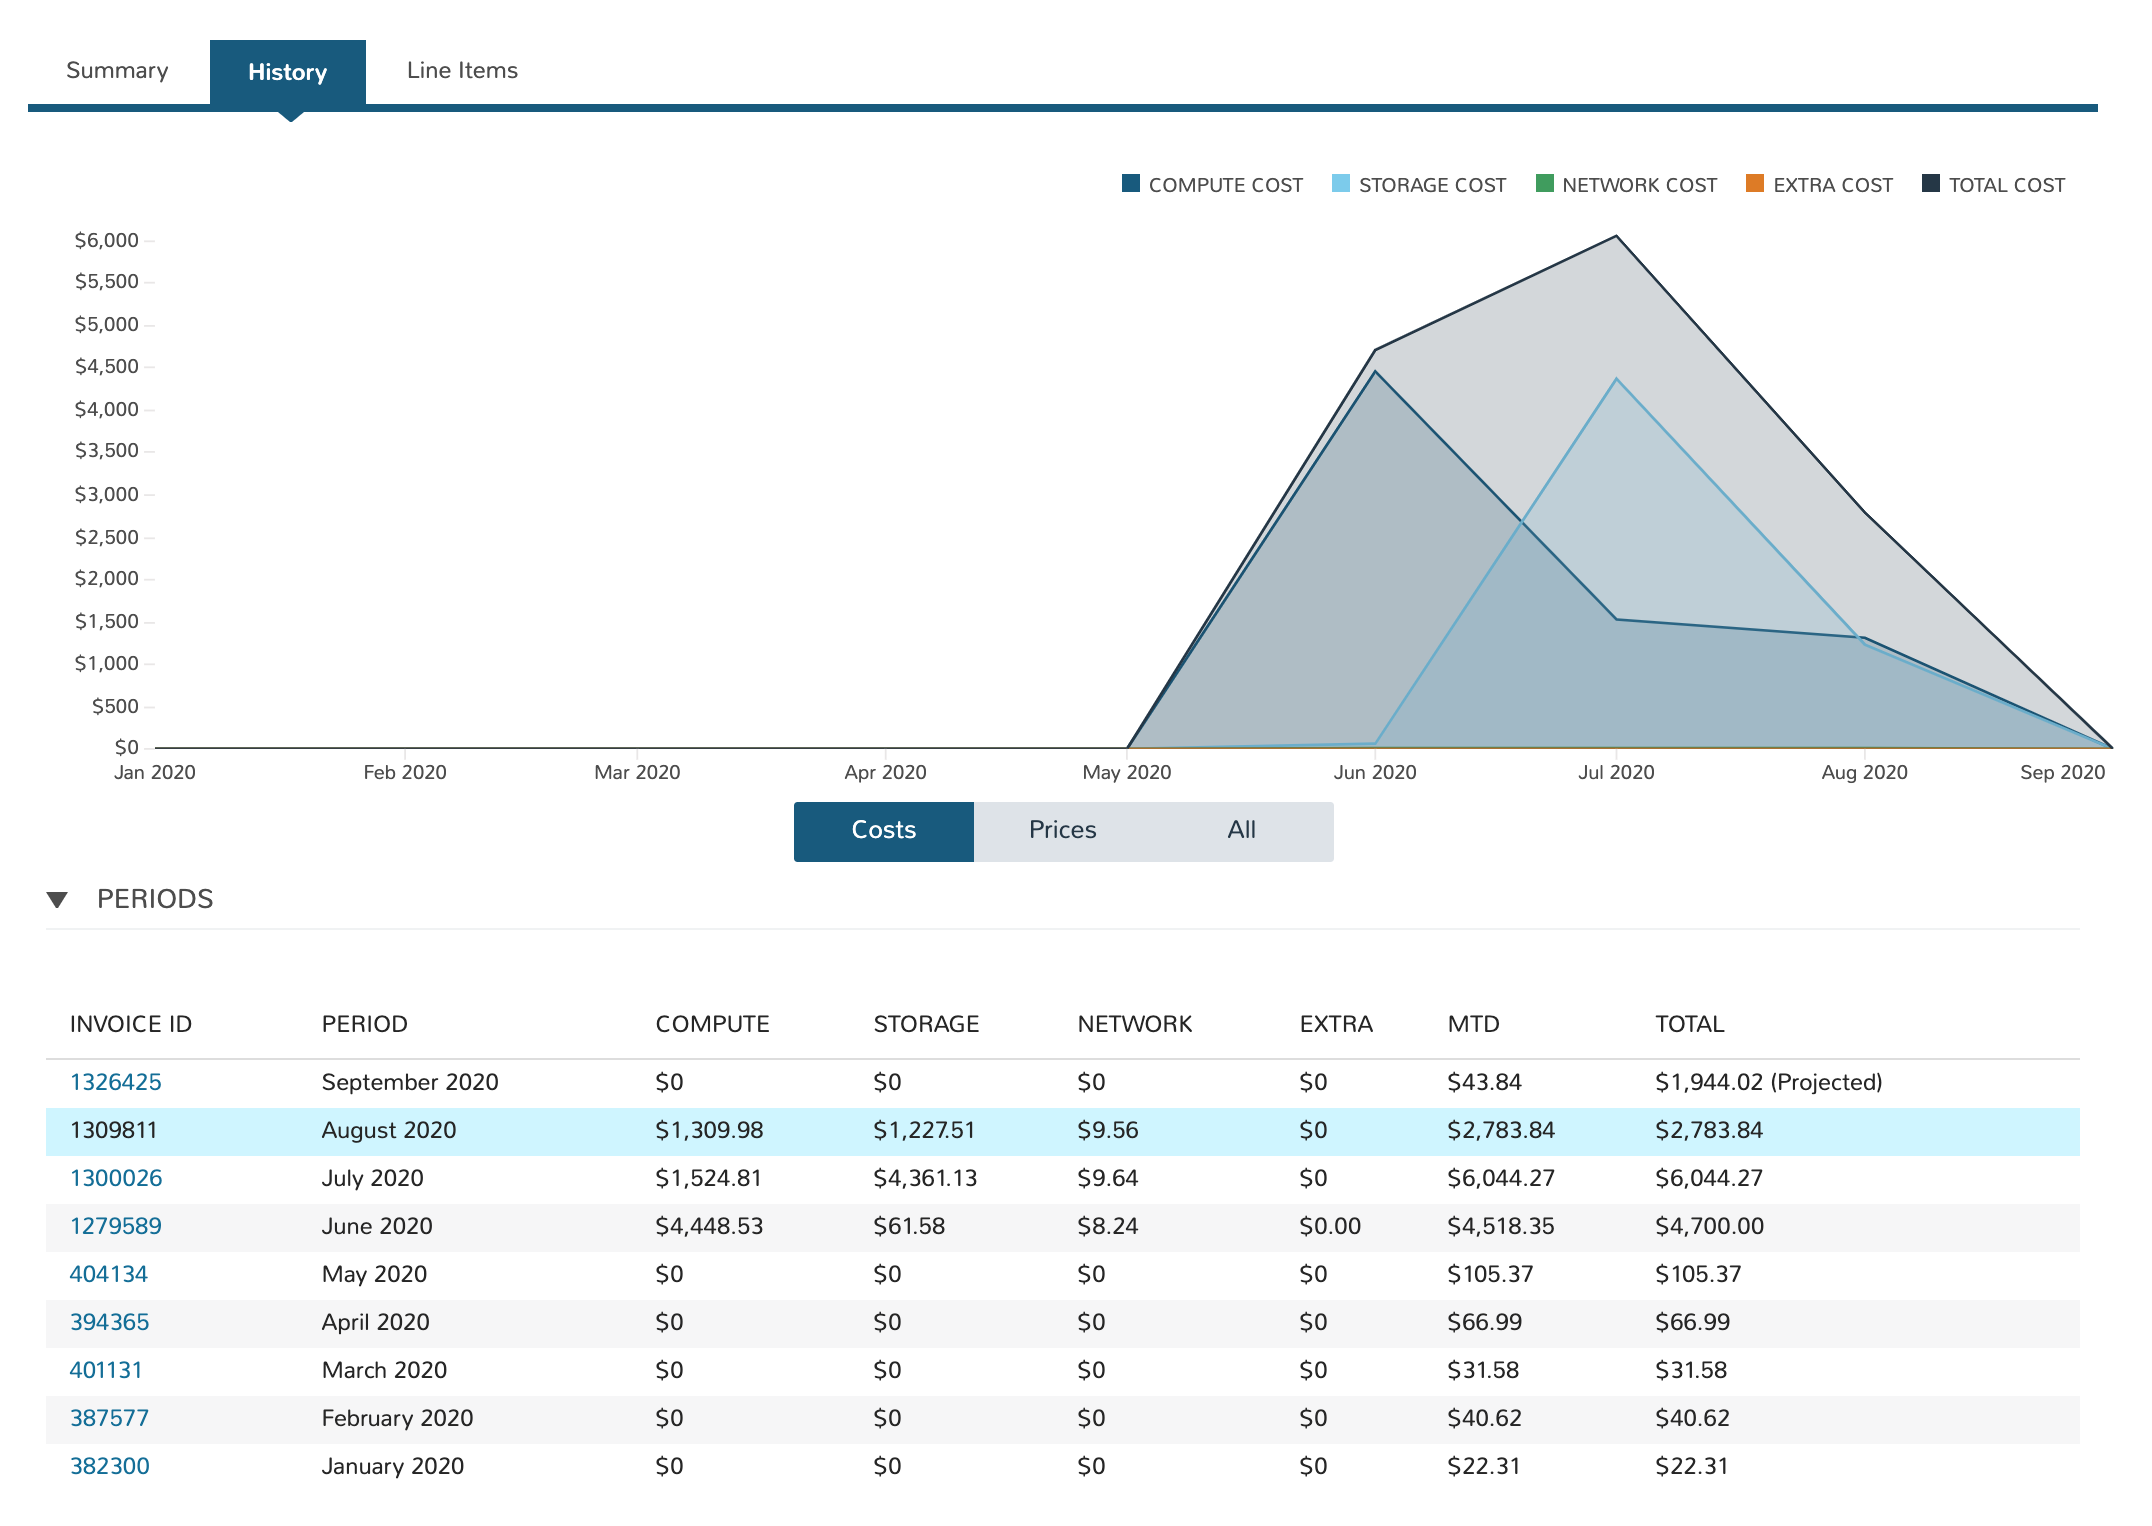 Summary History Line Items
COMPUTE COST STORAGE COST NETWORK COST EXTRA COST TOTAL COST
$6,000
$5,500
$5,000
$4,500
$4,000
$3,500
$3,000
$2,500
$2,000
$1,500
$1,000
$500
$0
Jan 2020 Feb 2020 Mar 2020 Apr 2020 May 2020 Jun 2020 Jul 2020 Aug 2020 Sep 2020
Costs Prices All
PERIODS
INVOICE ID PERIOD COMPUTE STORAGE NETWORK EXTRA MTD TOTAL
1326425 September 2020 $0 $0 $0 $0 $43.84 $1,944.02 (Projected)
1309811 August 2020 $1,309.98 $1,227.51 $9.56 $0 $2,783.84 $2,783.84
1300026 July 2020 $1,524.81 $4,361.13 $9.64 $0 $6,044.27 $6,044.27
1279589 June 2020 $4,448.53 $61.58 $8.24 $0.00 $4,518.35 $4,700.00
404134 May 2020 $0 $0 $0 $0 $105.37 $105.37
394365 April 2020 $0 $0 $0 $0 $66.99 $66.99
401131 March 2020 $0 $0 $0 $0 $31.58 $31.58
387577 February 2020 $0 $0 $0 $0 $40.62 $40.62
382300 January 2020 $0 $0 $0 $0 $22.31 $22.31